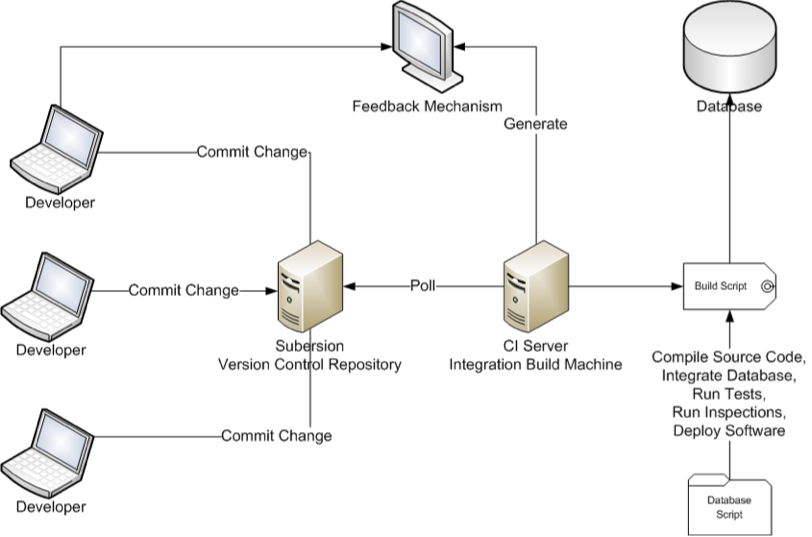 Feedback Mechanism
Database
Generate
Commit Change
Developer
Commit Change
Poll
Build Script
Developer
Subersion
Version Control Repository
CI Server
Integration Build Machine
Compile Source Code,
Integrate Database,
Run Tests,
Run Inspections,
Deploy Software
Commit Change
Developer
Database
Script